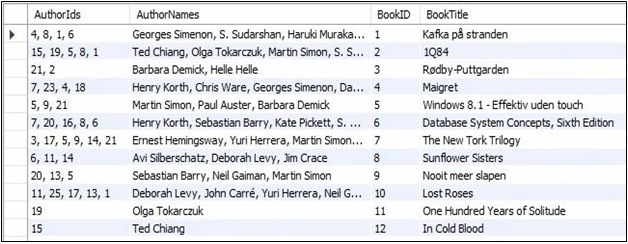 AuthorIds AuthorNames BookID BookTitle
4, 8, 1, 6 Georges Simenon, S. Sudarshan, Haruki Muraka... 1 Kafka på stranden
15, 19, 5, 8, 1 Ted Chiang, Olga Tokarczuk, Martin Simon, S. S... 2 1Q84
21, 2 Barbara Demick, Helle Helle 3 Rødby-Puttgarden
7, 23, 4, 18 Henry Korth, Chris Ware, Georges Simenon, Da... 4 Maigret
5, 9, 21 Martin Simon, Paul Auster, Barbara Demick 5 Windows 8.1 - Effektiv uden touch
7, 20, 16, 8, 6 Henry Korth, Sebastian Barry, Kate Pickett, S. ... 6 Database System Concepts, Sixth Edition
3, 17, 5, 9, 14, 21 Ernest Hemingsway, Yuri Herrera, Martin Simon... 7 The New York Trilogy
6, 11, 14 Avi Silberschatz, Deborah Levy, Jim Crace 8 Sunflower Sisters
20, 13, 5 Sebastian Barry, Neil Gaiman, Martin Simon 9 Nooit meer slapen
11, 25, 17, 13, 1 Deborah Levy, John Carré, Yuri Herrera, Neil G... 10 Lost Roses
19 Olga Tokarczuk 11 One Hundred Years of Solitude
15 Ted Chiang 12 In Cold Blood